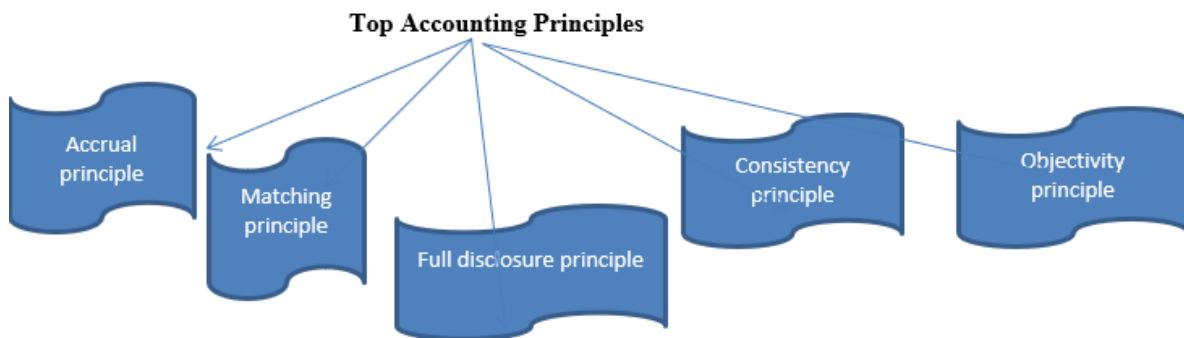 Top Accounting Principles
Accrual
principle
Matching
principle
Full disclosure principle
Consistency
principle
Objectivity
principle